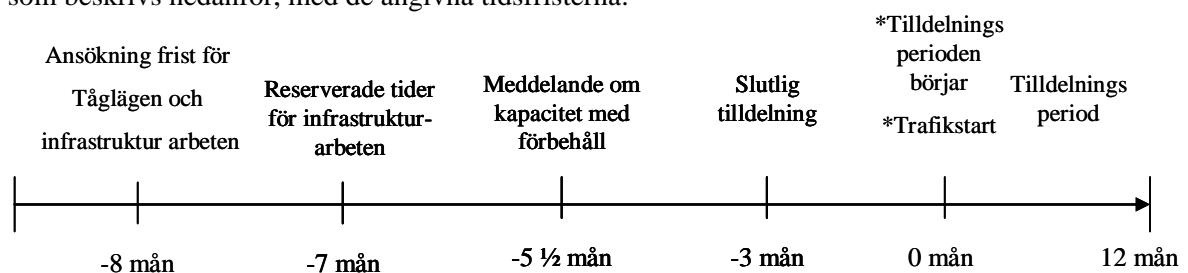 som beskrivs nedanför, med de angivna tidsfristerna.
Ansökning frist för
Tåglägen och
infrastruktur arbeten
Reserverade tider
för infrastruktur-
arbeten
Meddelande om
kapacitet med
förbehåll
Slutlig
tilldelning
*Tilldelnings
perioden
börjar
*Trafikstart
Tilldelnings
period
-8 mån
-7 mån
-5 ½ mån
-3 mån
0 mån
12 mån